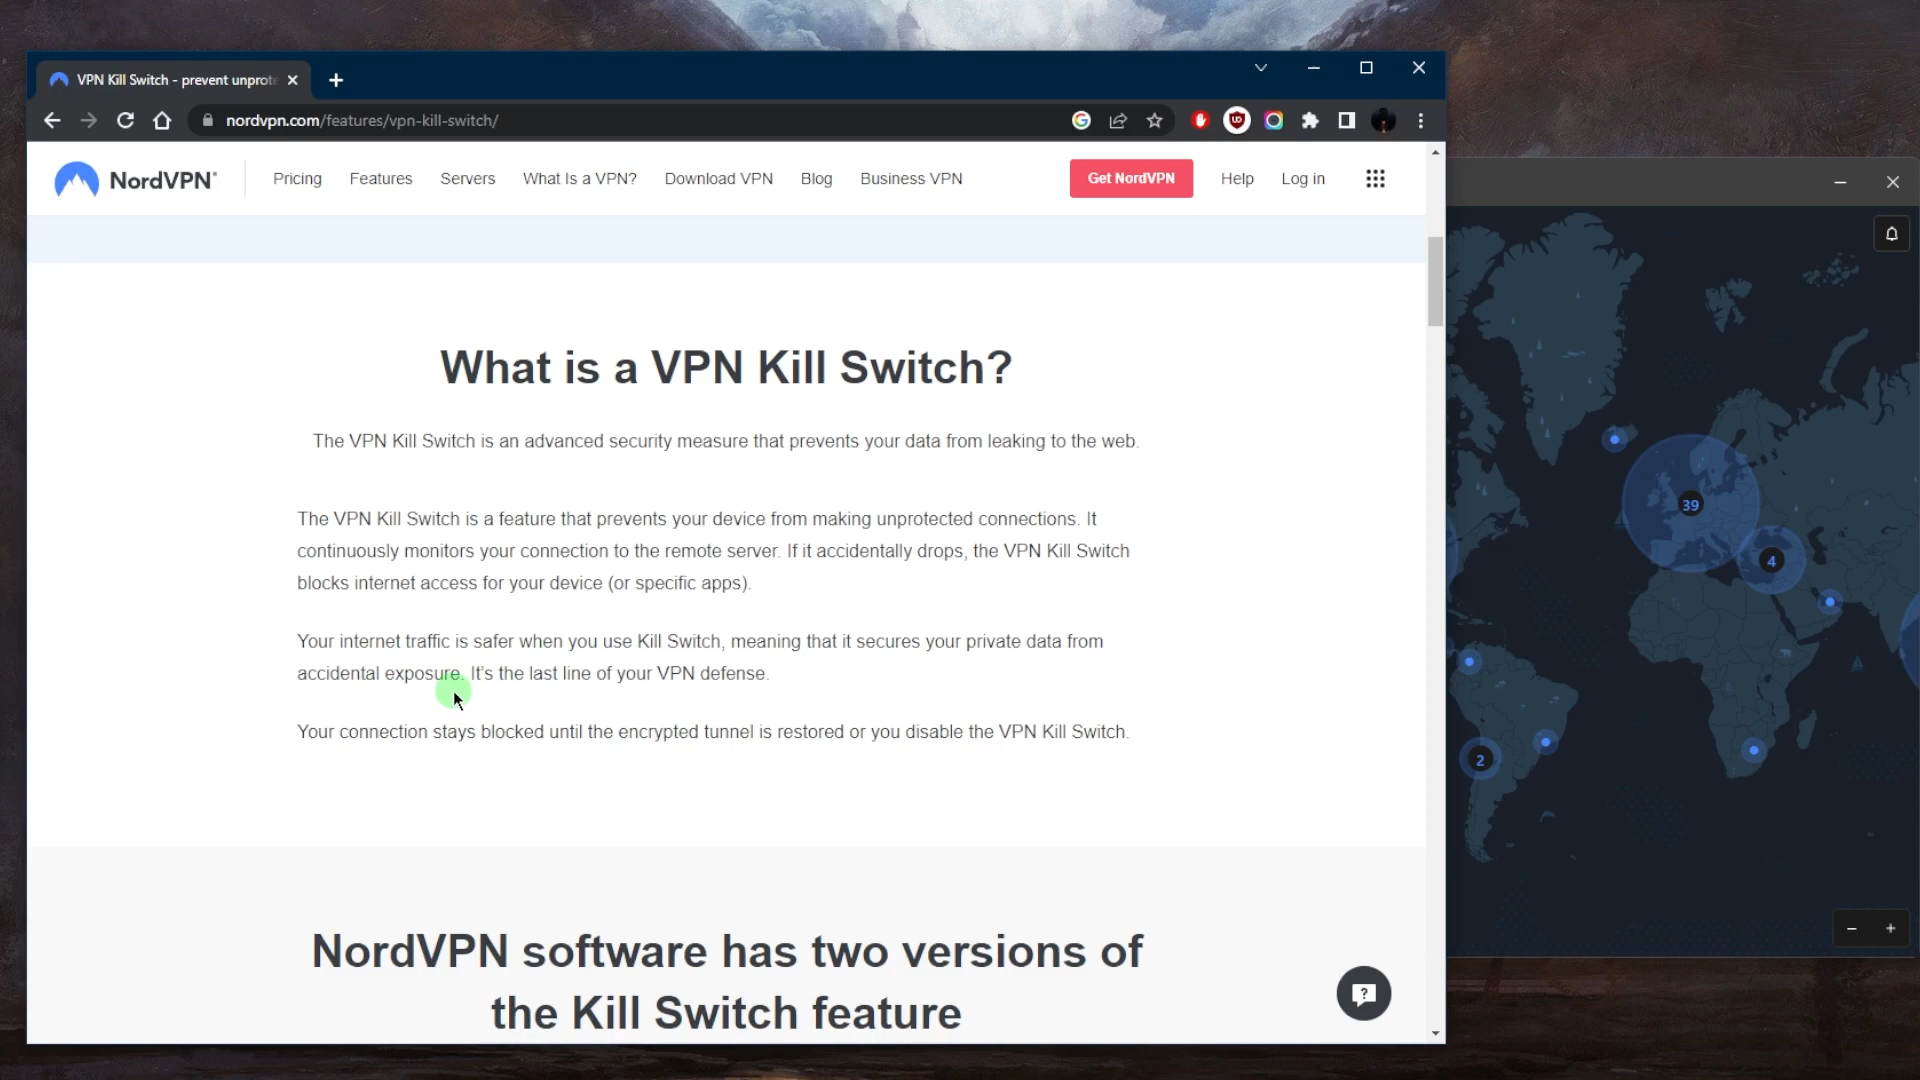 VPN Kill Switch - prevent unprote
nordvpn.com/features/vpn-kill-switch/
NordVPN®
Pricing
Features
Servers
What Is a VPN?
Download VPN
Blog
Business VPN
Get NordVPN
Help
Log in
What is a VPN Kill Switch?
The VPN Kill Switch is an advanced security measure that prevents your data from leaking to the web.
The VPN Kill Switch is a feature that prevents your device from making unprotected connections. It
continuously monitors your connection to the remote server. If it accidentally drops, the VPN Kill Switch
blocks internet access for your device (or specific apps).
Your internet traffic is safer when you use Kill Switch, meaning that it secures your private data from
accidental exposure. It's the last line of your VPN defense.
Your connection stays blocked until the encrypted tunnel is restored or you disable the VPN Kill Switch.
NordVPN software has two versions of
the Kill Switch feature
39
4
2